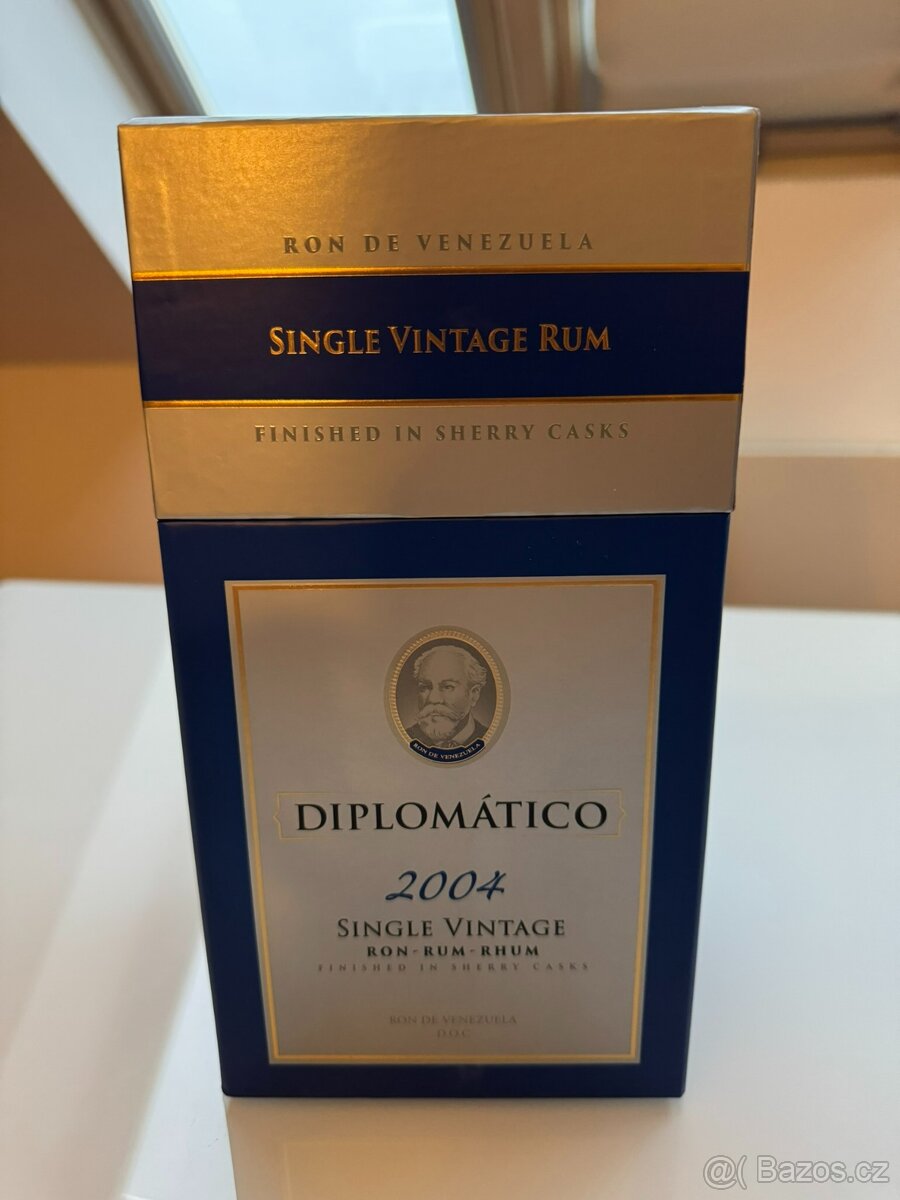 RON DE VENEZUELA
SINGLE VINTAGE RUM
FINISHED IN SHERRY CASKS
RON DE VENEZUELA
DIPLOMÁTICO
2004
SINGLE VINTAGE
RON-RUM-RHUM
FINISHED IN SHERRY CASKS
RON DE VENEZUELA
D.O.C
@( Bazos.cz